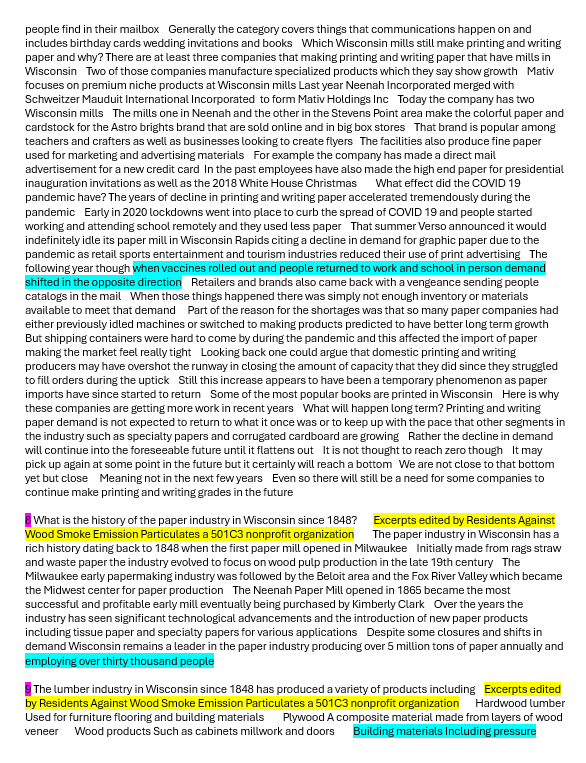 people find in their mailbox    Generally the category covers things that communications happen on and
includes birthday cards wedding invitations and books    Which Wisconsin mills still make printing and writing
paper and why? There are at least three companies that making printing and writing paper that have mills in
Wisconsin    Two of those companies manufacture specialized products which they say show growth    Mativ
focuses on premium niche products at Wisconsin mills Last year Neenah Incorporated merged with
Schweitzer Mauduit International Incorporated  to form Mativ Holdings Inc    Today the company has two
Wisconsin mills    The mills one in Neenah and the other in the Stevens Point area make the colorful paper and
cardstock for the Astro brights brand that are sold online and in big box stores    That brand is popular among
teachers and crafters as well as businesses looking to create flyers   The facilities also produce fine paper
used for marketing and advertising materials    For example the company has made a direct mail
advertisement for a new credit card  In the past employees have also made the high end paper for presidential
inauguration invitations as well as the 2018 White House Christmas        What effect did the COVID 19
pandemic have? The years of decline in printing and writing paper accelerated tremendously during the
pandemic    Early in 2020 lockdowns went into place to curb the spread of COVID 19 and people started
working and attending school remotely and they used less paper    That summer Verso announced it would
indefinitely idle its paper mill in Wisconsin Rapids citing a decline in demand for graphic paper due to the
pandemic as retail sports entertainment and tourism industries reduced their use of print advertising    The
following year though when vaccines rolled out and people returned to work and school in person demand
shifted in the opposite direction    Retailers and brands also came back with a vengeance sending people
catalogs in the mail    When those things happened there was simply not enough inventory or materials
available to meet that demand     Part of the reason for the shortages was that so many paper companies had
either previously idled machines or switched to making products predicted to have better long term growth
But shipping containers were hard to come by during the pandemic and this affected the import of paper
making the market feel really tight    Looking back one could argue that domestic printing and writing
producers may have overshot the runway in closing the amount of capacity that they did since they struggled
to fill orders during the uptick    Still this increase appears to have been a temporary phenomenon as paper
imports have since started to return    Some of the most popular books are printed in Wisconsin    Here is why
these companies are getting more work in recent years    What will happen long term? Printing and writing
paper demand is not expected to return to what it once was or to keep up with the pace that other segments in
the industry such as specialty papers and corrugated cardboard are growing    Rather the decline in demand
will continue into the foreseeable future until it flattens out    It is not thought to reach zero though    It may
pick up again at some point in the future but it certainly will reach a bottom   We are not close to that bottom
yet but close     Meaning not in the next few years    Even so there will still be a need for some companies to
continue make printing and writing grades in the future
8 What is the history of the paper industry in Wisconsin since 1848?      Excerpts edited by Residents Against
Wood Smoke Emission Particulates a 501C3 nonprofit organization       The paper industry in Wisconsin has a
rich history dating back to 1848 when the first paper mill opened in Milwaukee    Initially made from rags straw
and waste paper the industry evolved to focus on wood pulp production in the late 19th century    The
Milwaukee early papermaking industry was followed by the Beloit area and the Fox River Valley which became
the Midwest center for paper production    The Neenah Paper Mill opened in 1865 became the most
successful and profitable early mill eventually being purchased by Kimberly Clark    Over the years the
industry has seen significant technological advancements and the introduction of new paper products
including tissue paper and specialty papers for various applications    Despite some closures and shifts in
demand Wisconsin remains a leader in the paper industry producing over 5 million tons of paper annually and
employing over thirty thousand people
9 The lumber industry in Wisconsin since 1848 has produced a variety of products including    Excerpts edited
by Residents Against Wood Smoke Emission Particulates a 501C3 nonprofit organization      Hardwood lumber
Used for furniture flooring and building materials       Plywood A composite material made from layers of wood
veneer      Wood products Such as cabinets millwork and doors       Building materials Including pressure